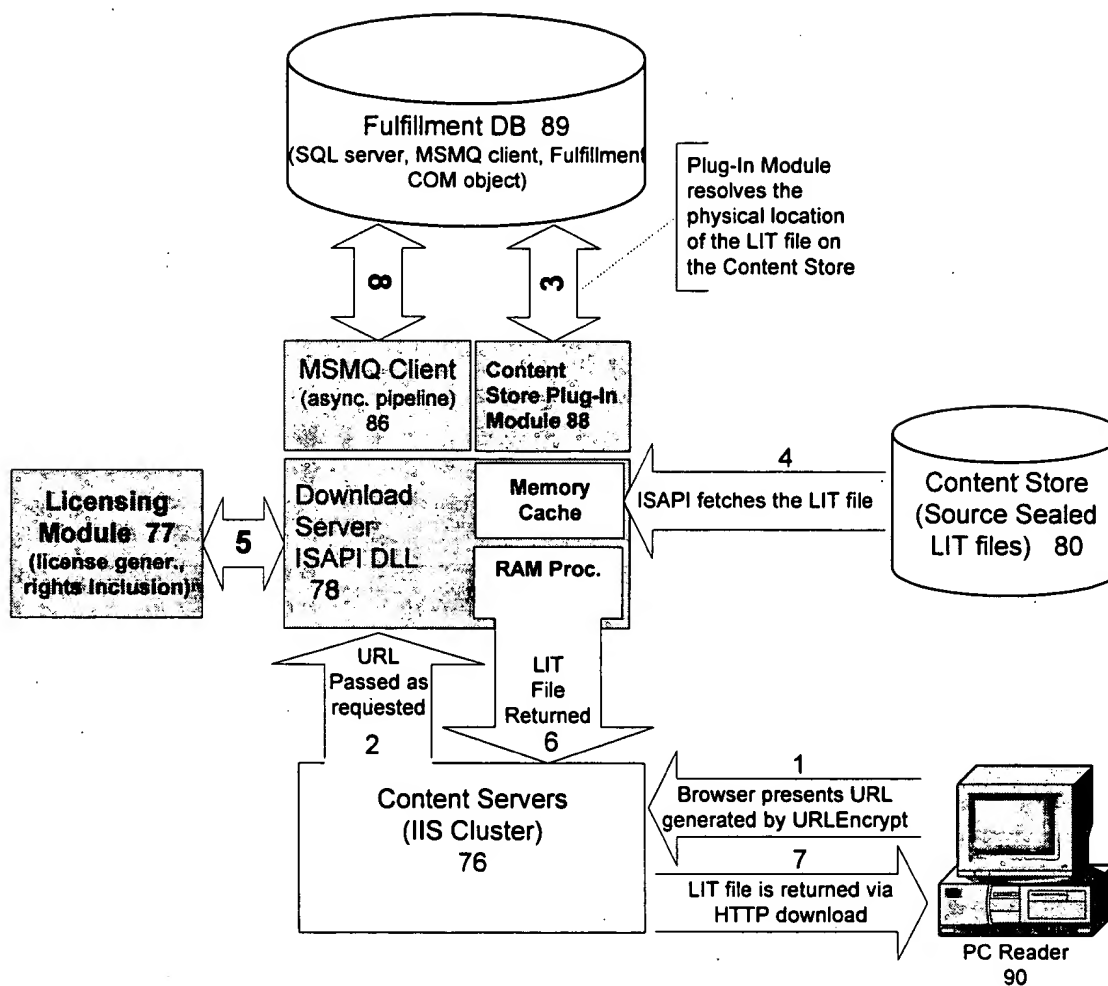 Fulfillment DB 89
(SQL server, MSMQ client, Fulfillment
COM object)
Plug-In Module
resolves the
physical location
of the LIT file on
the Content Store
8
3
MSMQ Client
(async. pipeline)
86
Content
Store Plug-In
Module 88
Licensing
Module 77
(license gener.,
rights inclusion)
5
Download
Server
ISAPI DLL
78
Memory
Cache
RAM Proc.
4
ISAPI fetches the LIT file
Content Store
(Source Sealed
LIT files) 80
URL
Passed as
requested
2
LIT
File
Returned
6
Content Servers
(IIS Cluster)
76
1
Browser presents URL
generated by URLEncrypt
7
LIT file is returned via
HTTP download
PC Reader
90